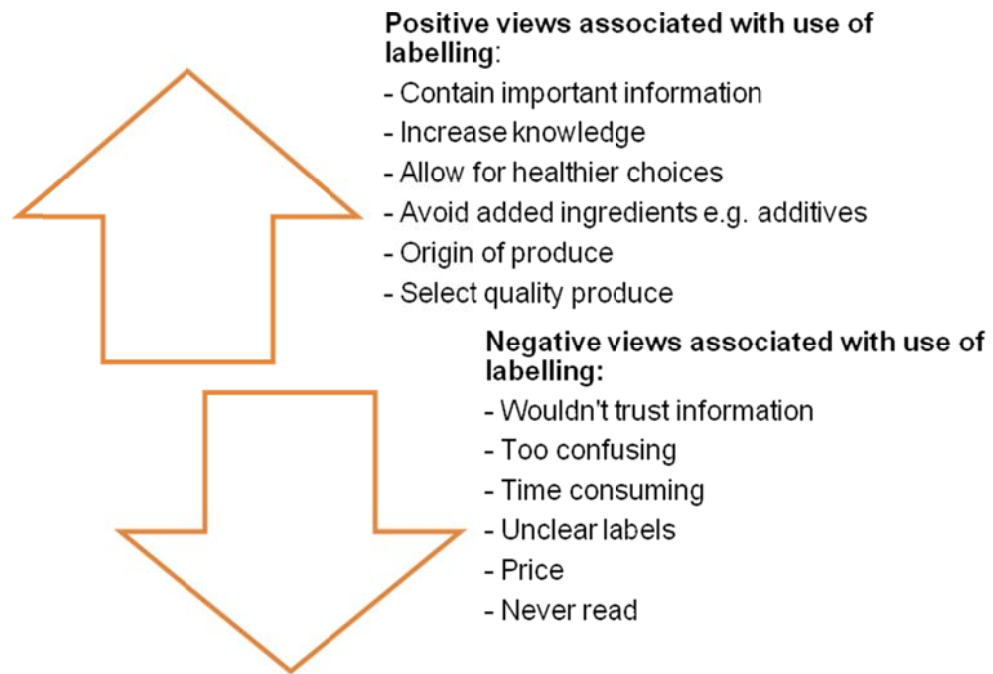 Positive views associated with use of
labelling:
- Contain important information
- Increase knowledge
- Allow for healthier choices
- Avoid added ingredients e.g. additives
- Origin of produce
- Select quality produce
Negative views associated with use of
labelling:
- Wouldn't trust information
- Too confusing
- Time consuming
- Unclear labels
- Price
- Never read